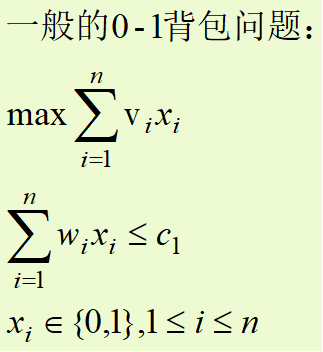 一般的0-1背包问题：
max ∑_{i=1}^{n} v_i x_i
∑_{i=1}^{n} w_i x_i ≤ c_1
x_i ∈ {0,1},1 ≤ i ≤ n